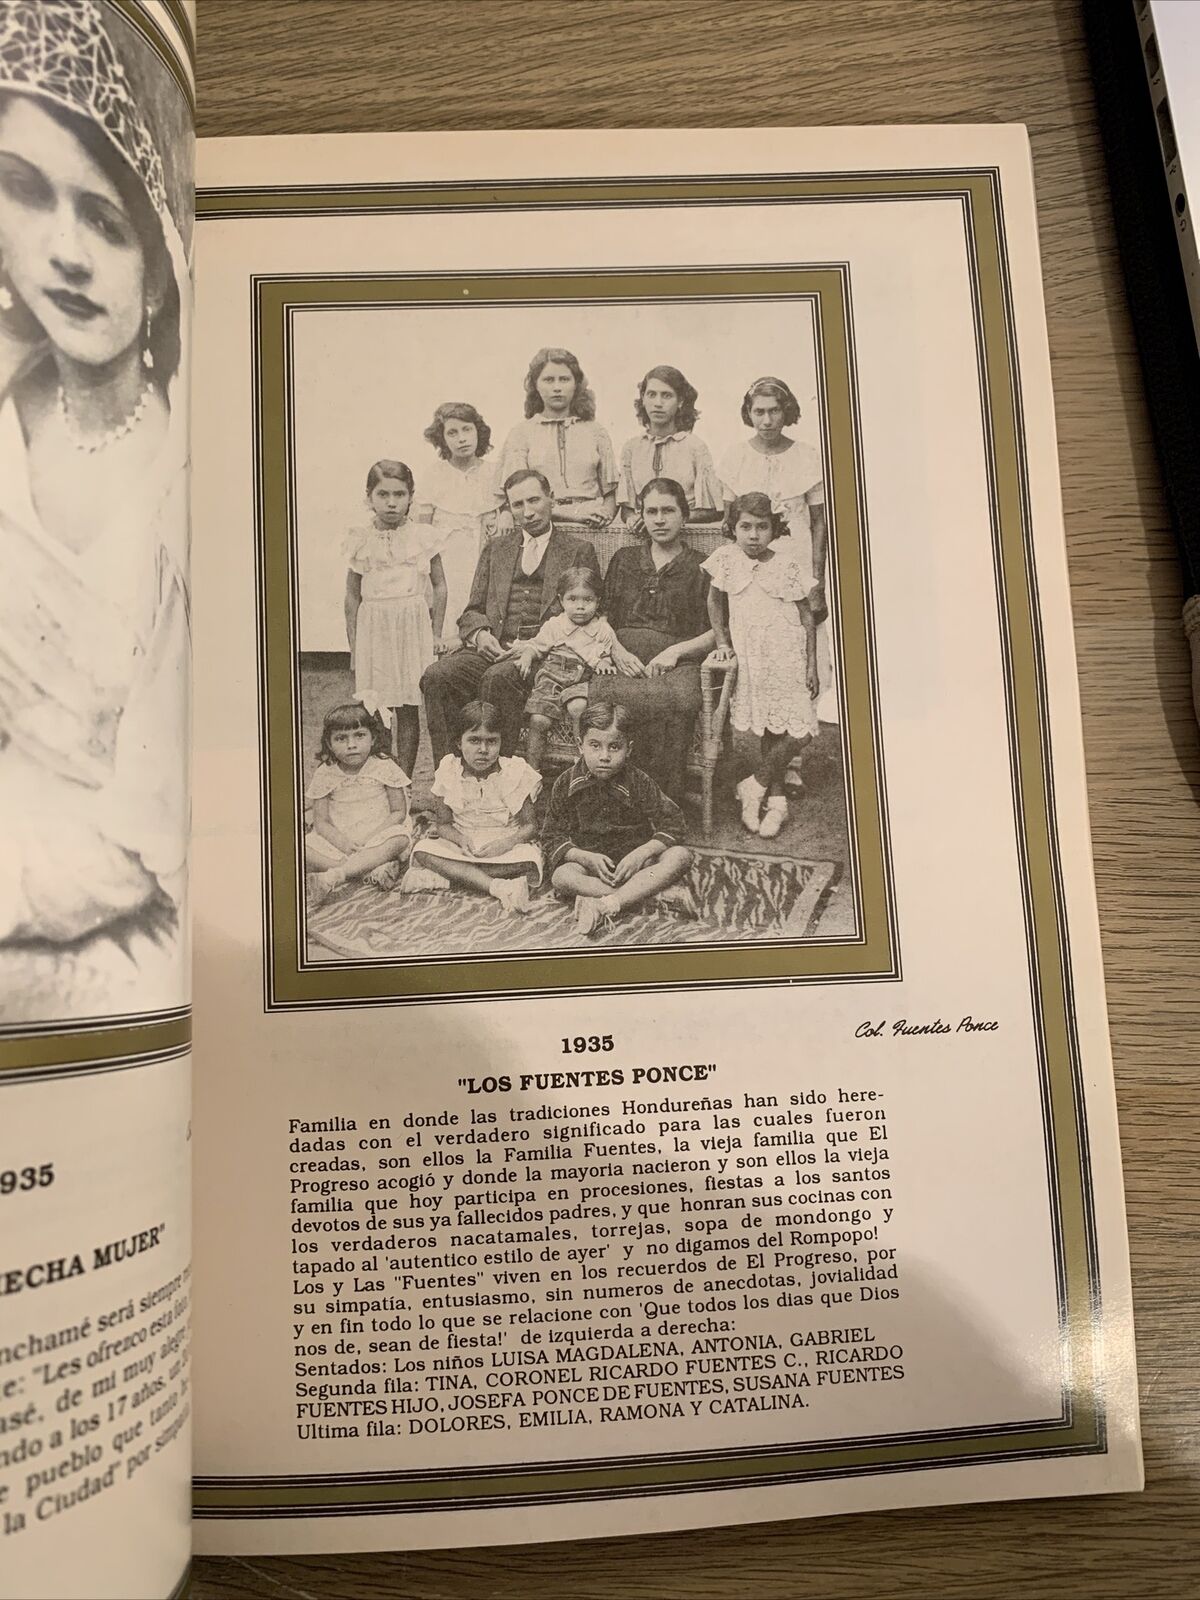 935
ECHA MUJER"
nchamé será siempre
e: "Les ofrezco esta foto,
asé, de mi muy alegre
ndo a los 17 años, un
e pueblo que tanto
la Ciudad" por
Col. Fuentes Ponce
1935
"LOS FUENTES PONCE"
Familia en donde las tradiciones Hondureñas han sido here-
dadas con el verdadero significado para las cuales fueron
creadas, son ellos la Familia Fuentes, la vieja familia que El
Progreso acogió y donde la mayoria nacieron y son ellos la vieja
familia que hoy participa en procesiones, fiestas a los santos
devotos de sus ya fallecidos padres, y que honran sus cocinas con
los verdaderos nacatamales, torrejas, sopa de mondongo y
tapado al 'autentico estilo de ayer' y no digamos del Rompopo!
Los y Las "Fuentes" viven en los recuerdos de El Progreso, por
su simpatía, entusiasmo, sin numeros de anecdotas, jovialidad
y en fin todo lo que se relacione con 'Que todos los dias que Dios
nos de, sean de fiesta!' de izquierda a derecha:
Sentados: Los niños LUISA MAGDALENA, ANTONIA, GABRIEL
Segunda fila: TINA, CORONEL RICARDO FUENTES C., RICARDO
FUENTES HIJO, JOSEFA PONCE DE FUENTES, SUSANA FUENTES
Ultima fila: DOLORES, EMILIA, RAMONA Y CATALINA.